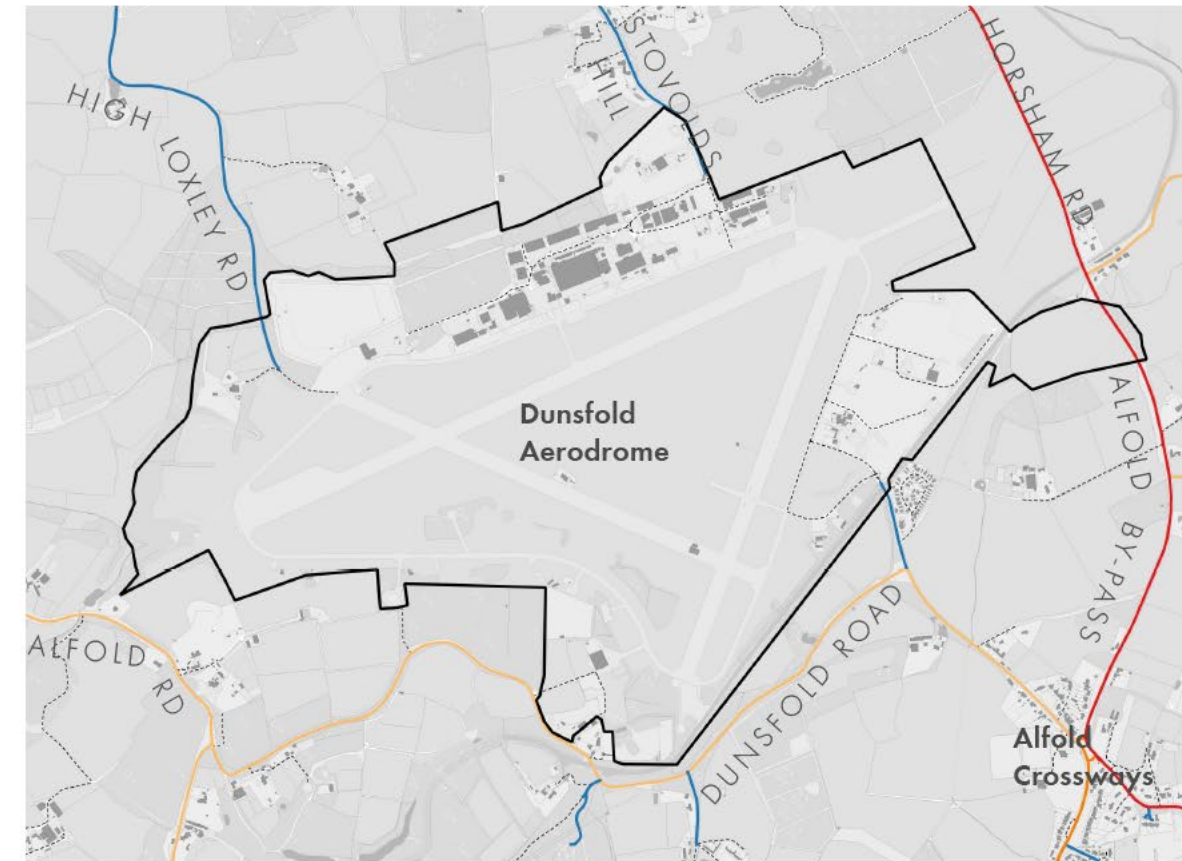 HIGH LOXLEY RD
STOVOLDS
HILL
HORSHAM RD
Dunsfold
Aerodrome
ALFOLD BY-PASS
ALFOLD
RD
DUNSFOLD ROAD
Alfold
Crossways